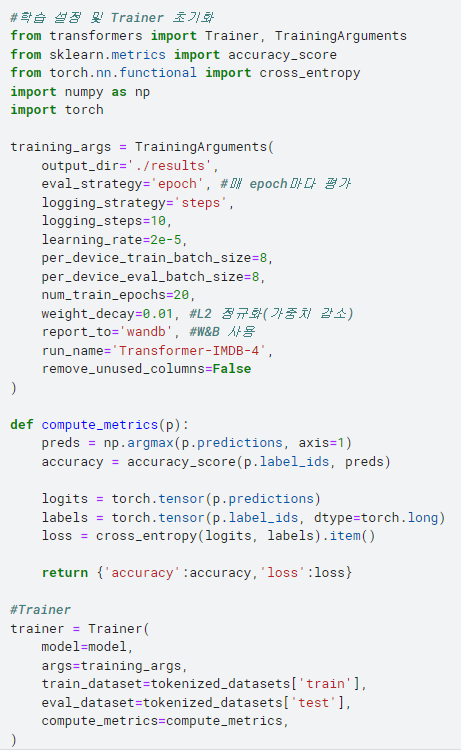 #학습 설정 및 Trainer 초기화
from transformers import Trainer, TrainingArguments
from sklearn.metrics import accuracy_score
from torch.nn.functional import cross_entropy
import numpy as np
import torch

training_args = TrainingArguments(
    output_dir='./results',
    eval_strategy='epoch', #매 epoch마다 평가
    logging_strategy='steps',
    logging_steps=10,
    learning_rate=2e-5,
    per_device_train_batch_size=8,
    per_device_eval_batch_size=8,
    num_train_epochs=20,
    weight_decay=0.01, #L2 정규화(가중치 감소)
    report_to='wandb', #W&B 사용
    run_name='Transformer-IMDB-4',
    remove_unused_columns=False
)

def compute_metrics(p):
    preds = np.argmax(p.predictions, axis=1)
    accuracy = accuracy_score(p.label_ids, preds)

    logits = torch.tensor(p.predictions)
    labels = torch.tensor(p.label_ids, dtype=torch.long)
    loss = cross_entropy(logits, labels).item()

    return {'accuracy':accuracy,'loss':loss}

#Trainer
trainer = Trainer(
    model=model,
    args=training_args,
    train_dataset=tokenized_datasets['train'],
    eval_dataset=tokenized_datasets['test'],
    compute_metrics=compute_metrics,
)